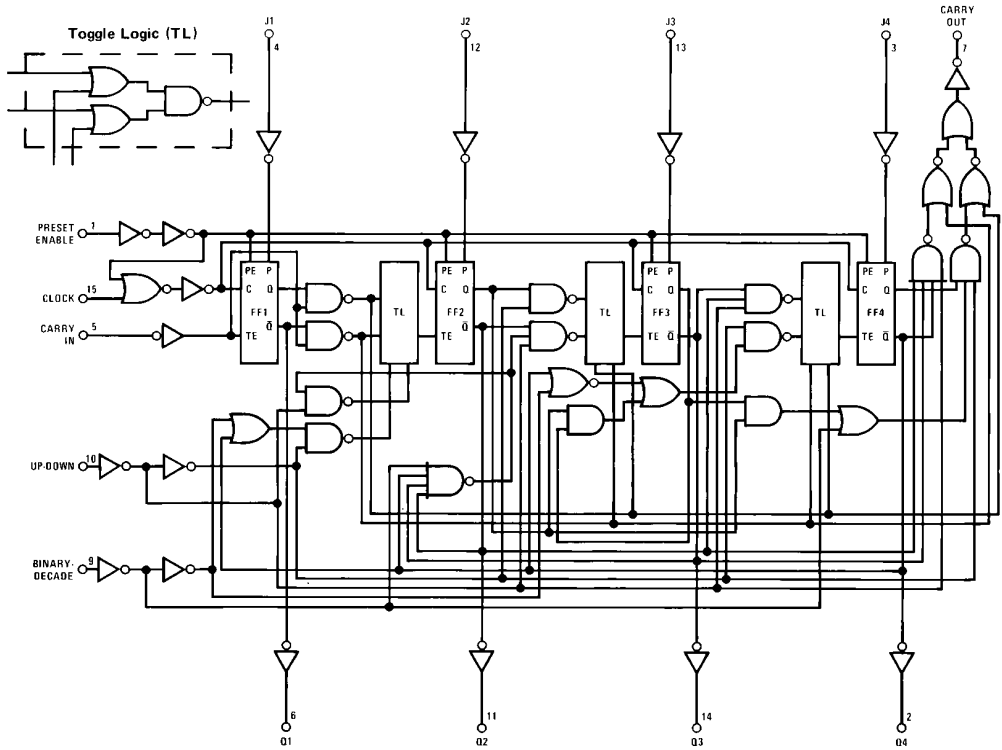 Toggle Logic (TL)
J1
4
J2
12
J3
13
J4
3
CARRY
OUT
7
PRESET
ENABLE
1
CLOCK
15
CARRY
IN
5
PE P
C Q
FF1
TE Q̅
TL
PE P
C Q
FF2
TE Q̅
TL
PE P
C Q
FF3
TE Q̅
TL
PE P
C Q
FF4
TE Q̅
UP-DOWN
10
BINARY-
DECADE
9
6
Q1
11
Q2
14
Q3
2
Q4